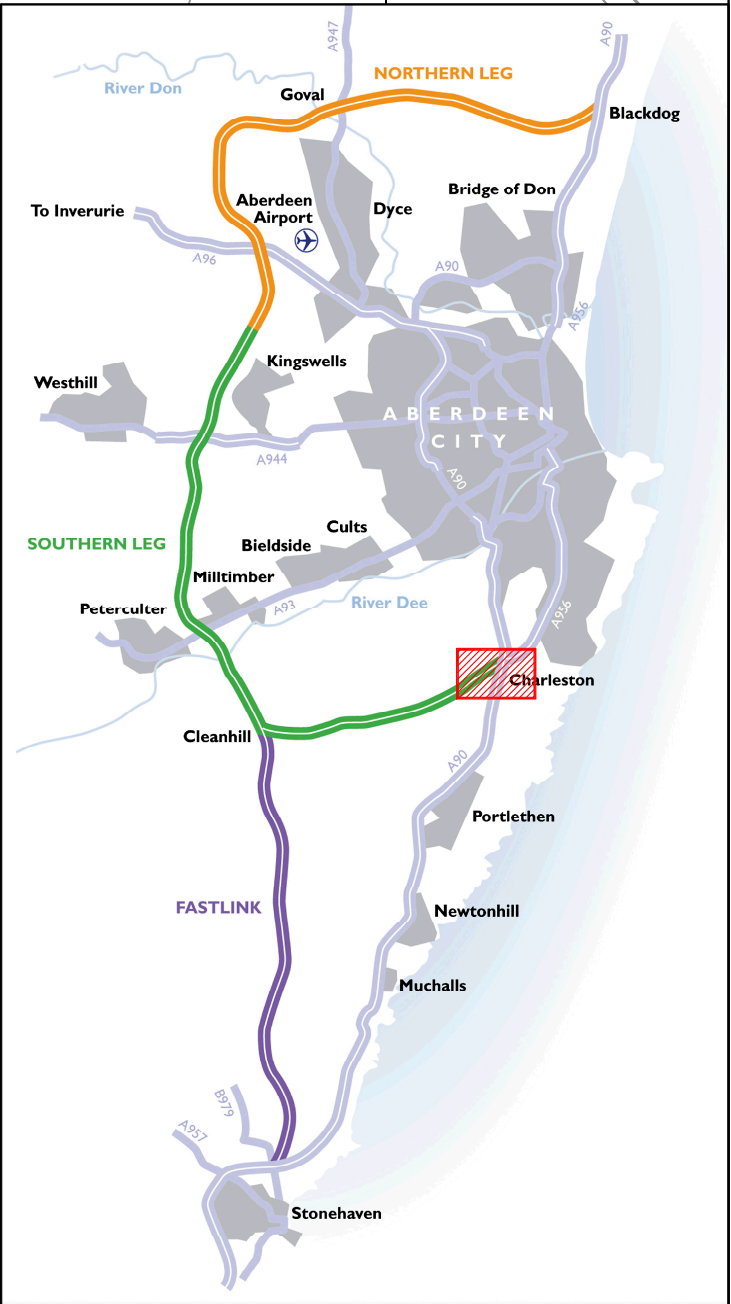 A947
A90
NORTHERN LEG
River Don
Goval
Blackdog
Bridge of Don
Aberdeen
Airport
Dyce
To Inverurie
A96
A90
A956
Kingswells
Westhill
ABERDEEN
CITY
A944
A90
SOUTHERN LEG
Cults
Bieldside
Milltimber
Peterculter
A93
River Dee
A956
Charleston
Cleanhill
A90
Portlethen
FASTLINK
Newtonhill
Muchalls
B979
A957
Stonehaven